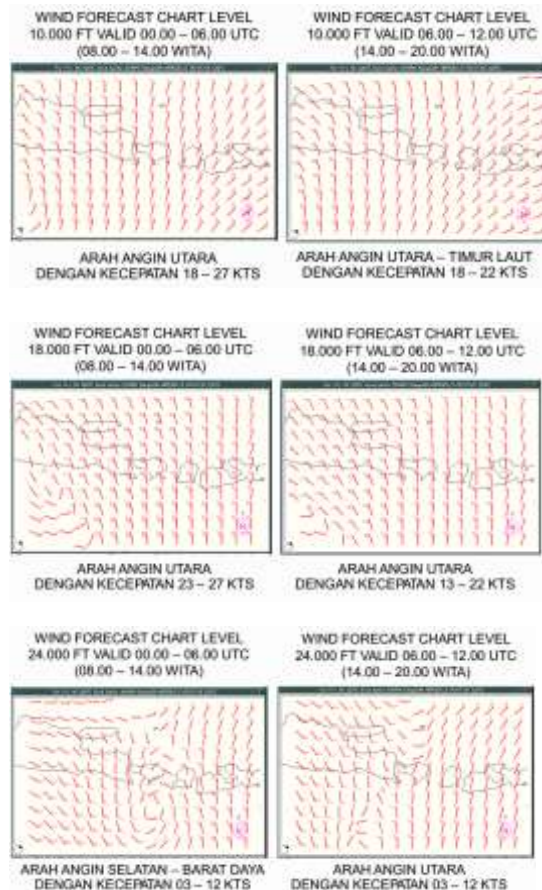 WIND FORECAST CHART LEVEL
10.000 FT VALID 00.00 – 06.00 UTC
(08.00 – 14.00 WITA)
WIND FORECAST CHART LEVEL
10.000 FT VALID 06.00 – 12.00 UTC
(14.00 – 20.00 WITA)
ARAH ANGIN UTARA
DENGAN KECEPATAN 18 – 27 KTS
ARAH ANGIN UTARA – TIMUR LAUT
DENGAN KECEPATAN 18 – 22 KTS
WIND FORECAST CHART LEVEL
18.000 FT VALID 00.00 – 06.00 UTC
(08.00 – 14.00 WITA)
WIND FORECAST CHART LEVEL
18.000 FT VALID 06.00 – 12.00 UTC
(14.00 – 20.00 WITA)
ARAH ANGIN UTARA
DENGAN KECEPATAN 23 – 27 KTS
ARAH ANGIN UTARA
DENGAN KECEPATAN 13 – 22 KTS
WIND FORECAST CHART LEVEL
24.000 FT VALID 00.00 – 06.00 UTC
(08.00 – 14.00 WITA)
WIND FORECAST CHART LEVEL
24.000 FT VALID 06.00 – 12.00 UTC
(14.00 – 20.00 WITA)
ARAH ANGIN SELATAN – BARAT DAYA
DENGAN KECEPATAN 03 – 12 KTS
ARAH ANGIN UTARA
DENGAN KECEPATAN 03 – 12 KTS